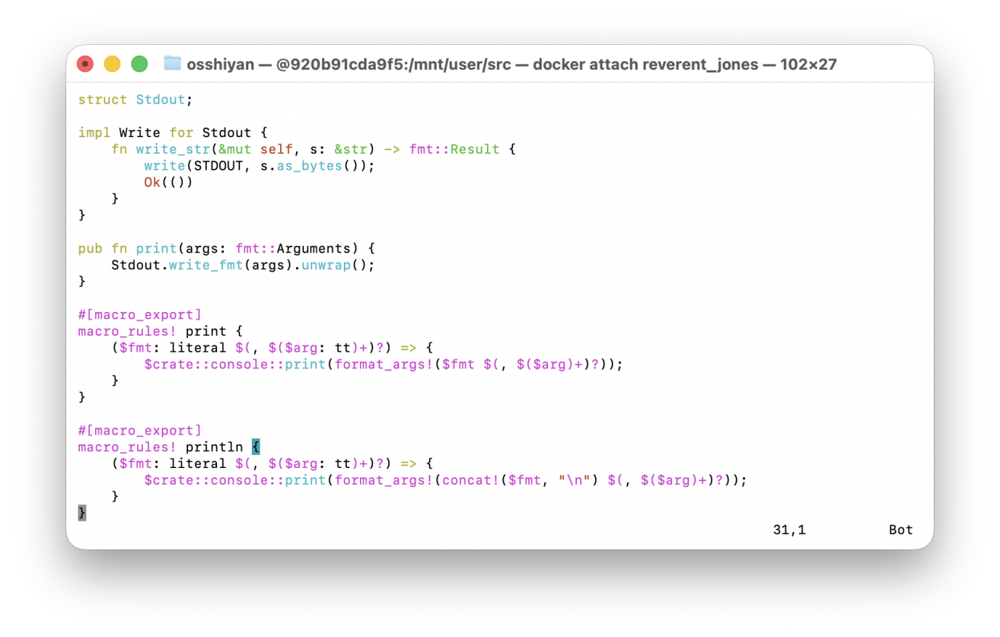 osshiyan — @920b91cda9f5:/mnt/user/src — docker attach reverent_jones — 102×27
struct Stdout;

impl Write for Stdout {
    fn write_str(&mut self, s: &str) -> fmt::Result {
        write(STDOUT, s.as_bytes());
        Ok(())
    }
}

pub fn print(args: fmt::Arguments) {
    Stdout.write_fmt(args).unwrap();
}

#[macro_export]
macro_rules! print {
    ($fmt: literal $(, $($arg: tt)+)?) => {
        $crate::console::print(format_args!($fmt $(, $($arg)+)?));
    }
}

#[macro_export]
macro_rules! println {
    ($fmt: literal $(, $($arg: tt)+)?) => {
        $crate::console::print(format_args!(concat!($fmt, "\n") $(, $($arg)+)?));
    }
}
31,1 Bot